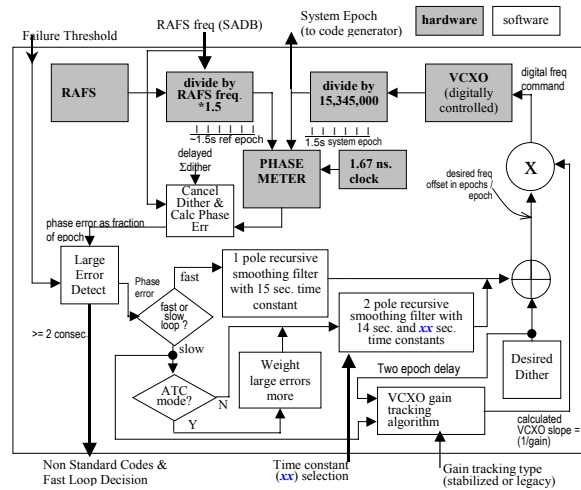 RAFS freq (SADB)
System Epoch
(to code generator)
hardware
software
Failure Threshold
RAFS
divide by
RAFS freq.
*1.5
divide by
15,345,000
VCXO
(digitally
controlled)
digital freq
command
~1.5s ref epoch
1.5s system epoch
delayed
Σdither
PHASE
METER
1.67 ns.
clock
X
Cancel Dither &
Calc Phase
Err
desired freq
offset in epochs /
epoch
phase error as fraction
of epoch
Large
Error
Detect
Phase
error
fast
fast or
slow
loop ?
1 pole recursive
smoothing filter
with 15 sec. time
constant
2 pole recursive
smoothing filter with
14 sec. and xx sec.
time constants
>= 2 consec.
slow
ATC
mode?
N
Y
Weight
large errors
more
Two epoch delay
Desired
Dither
VCXO gain
tracking
algorithm
calculated
VCXO slope =
(1/gain)
Non Standard Codes &
Fast Loop Decision
Time constant
(xx) selection
Gain tracking type
(stabilized or legacy)